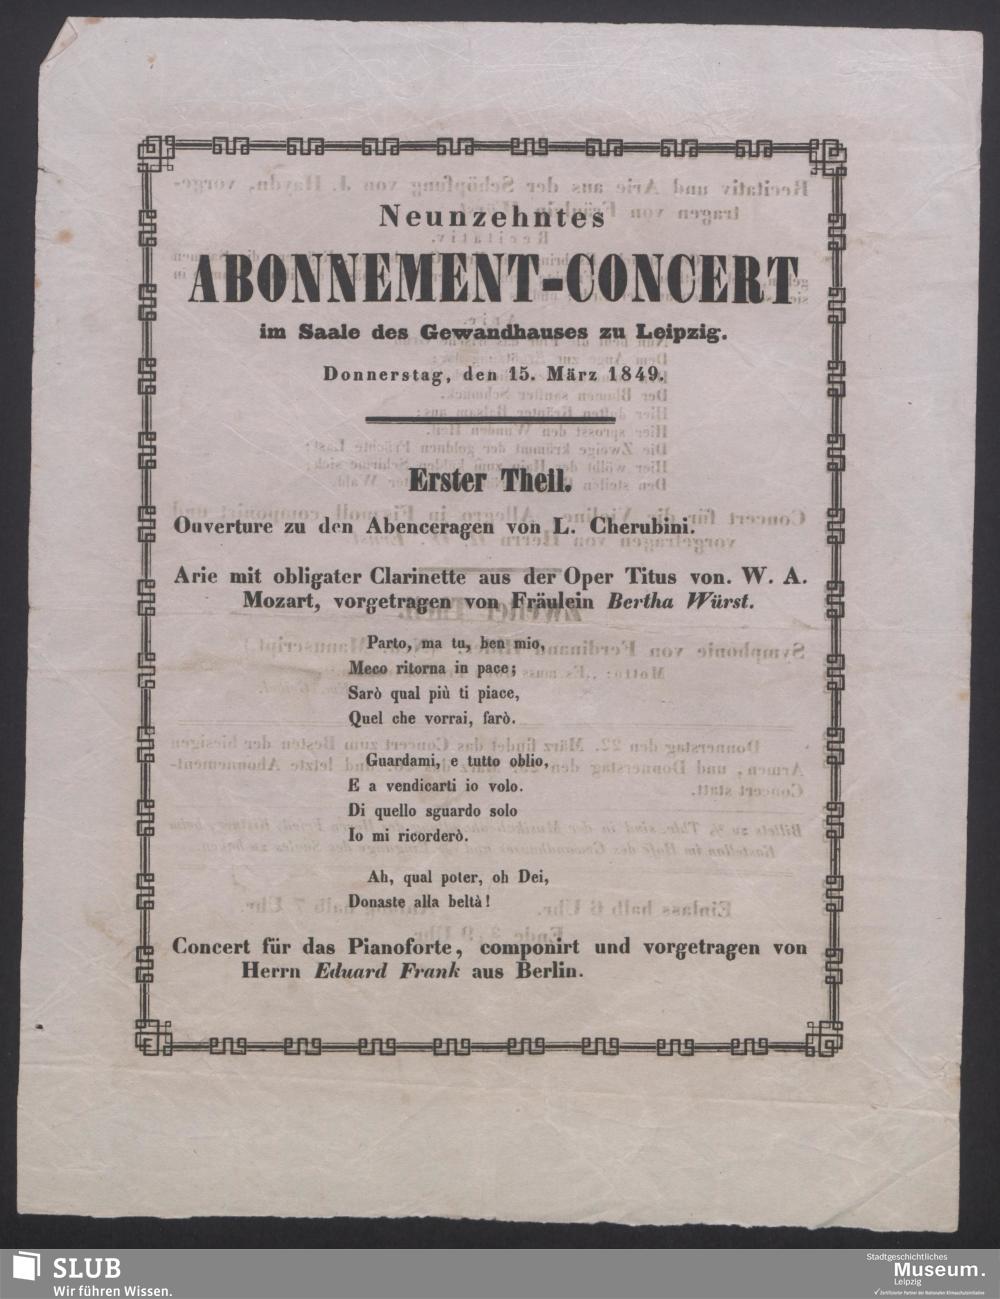 Neunzehntes
ABONNEMENT-CONCERT
im Saale des Gewandhauses zu Leipzig.
Donnerstag, den 15. März 1849.
Erster Theil.
Ouverture zu den Abenceragen von L. Cherubini.
Arie mit obligater Clarinette aus der Oper Titus von. W. A.
Mozart, vorgetragen von Fräulein Bertha Würst.
Parto, ma tu, ben mio,
Meco ritorna in pace;
Sarò qual più ti piace,
Quel che vorrai, farò.
Guardami, e tutto oblio,
E a vendicarti io volo.
Di quello sguardo solo
Io mi ricorderò.
Ah, qual poter, oh Dei,
Donaste alla beltà!
Concert für das Pianoforte, componirt und vorgetragen von
Herrn Eduard Frank aus Berlin.
SLUB
Wir führen Wissen.
Stadtgeschichtliches
Museum.
Leipzig
Zertifizierter Partner der Nationalen Klimaschutzinitiative